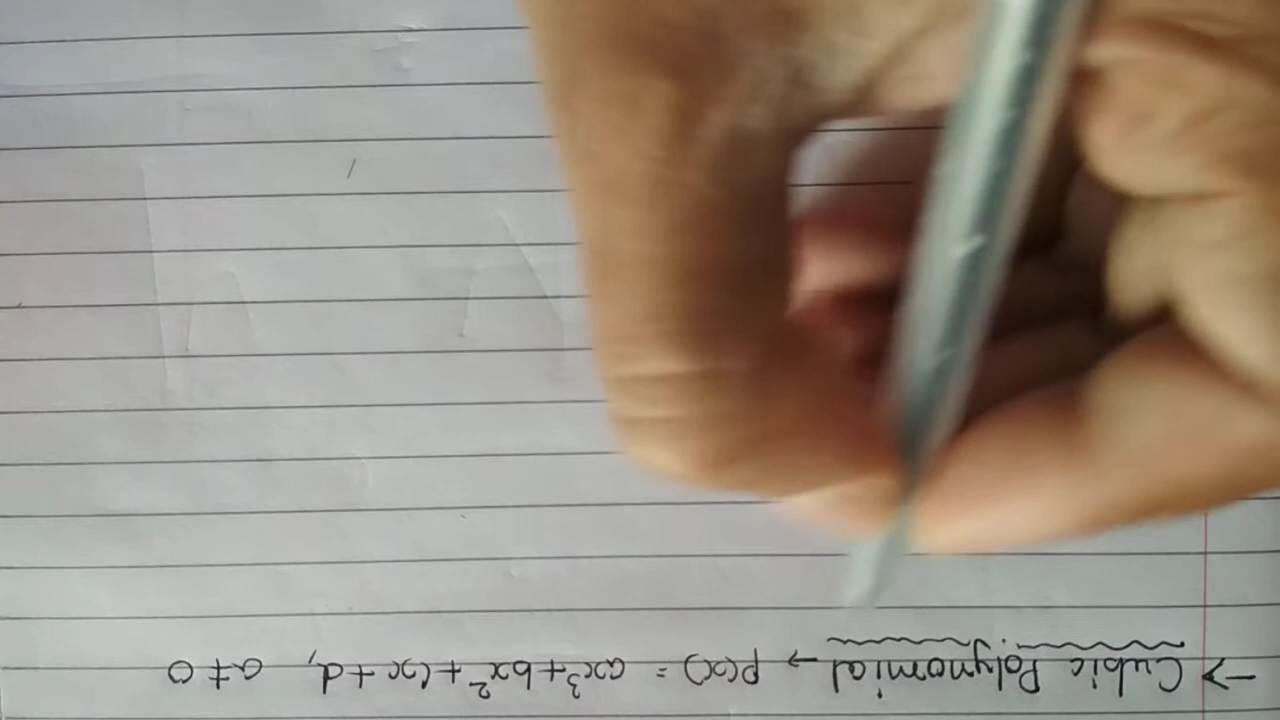 → Cubic Polynomial → p(x) = ax³ + bx² + cx + d, a ≠ 0